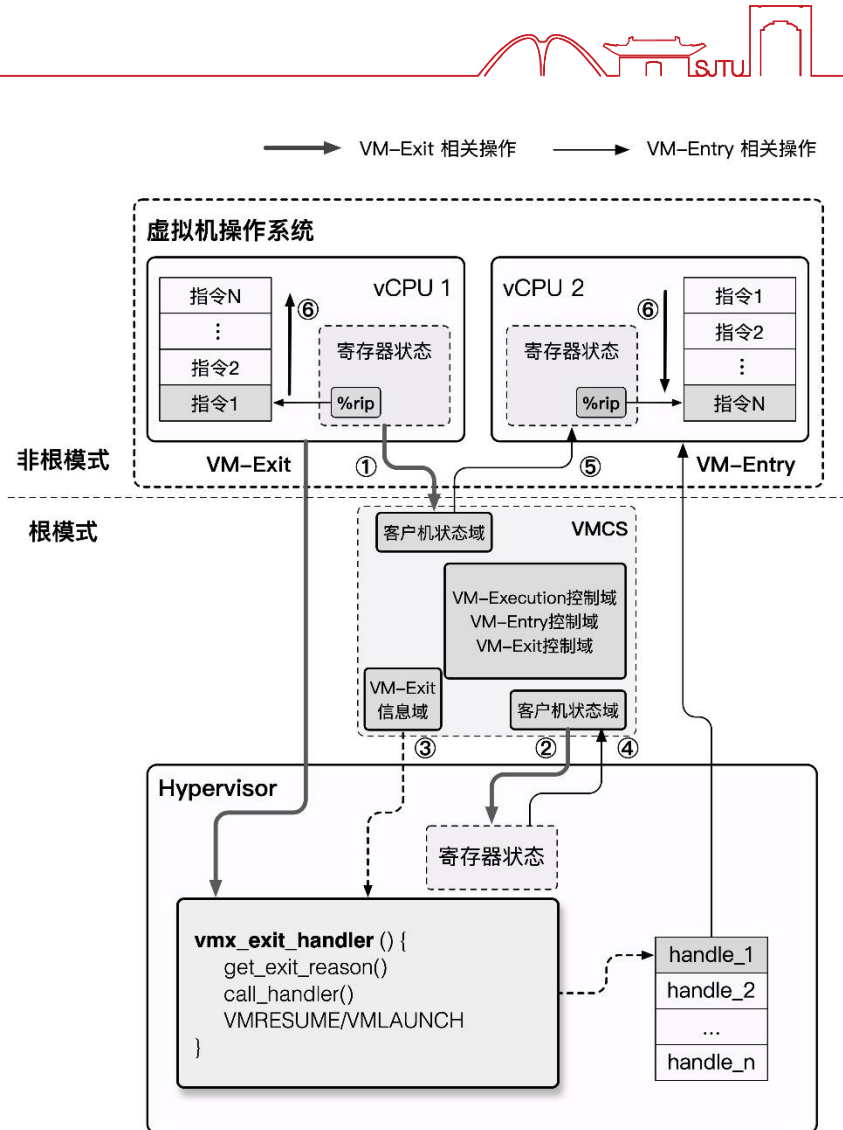 SJTU
VM-Exit 相关操作
VM-Entry 相关操作
虚拟机操作系统
vCPU 1
指令N
⋮
指令2
指令1
⑥
寄存器状态
%rip
vCPU 2
寄存器状态
%rip
⑥
指令1
指令2
⋮
指令N
非根模式
VM-Exit
①
⑤
VM-Entry
根模式
客户机状态域
VMCS
VM-Execution控制域
VM-Entry控制域
VM-Exit控制域
VM-Exit
信息域
客户机状态域
③
②
④
Hypervisor
寄存器状态
vmx_exit_handler () {
get_exit_reason()
call_handler()
VMRESUME/VMLAUNCH
}
handle_1
handle_2
...
handle_n